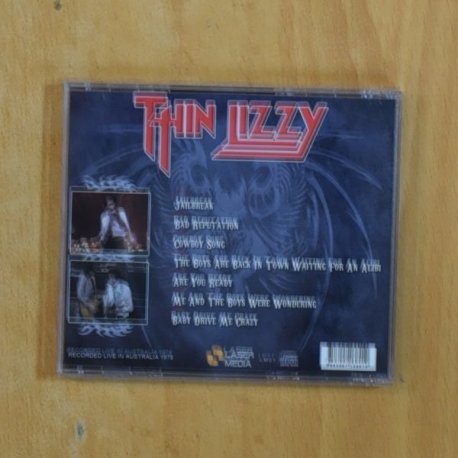 THIN LIZZY
JAILBREAK
BAD REPUTATION
COWBOY SONG
THE BOYS ARE BACK IN TOWN WAITING FOR AN ALIBI
ARE YOU READY
ME AND THE BOYS WERE WONDERING
BABY DRIVE ME CRAZY
RECORDED LIVE IN AUSTRALIA 1978
LASER MEDIA